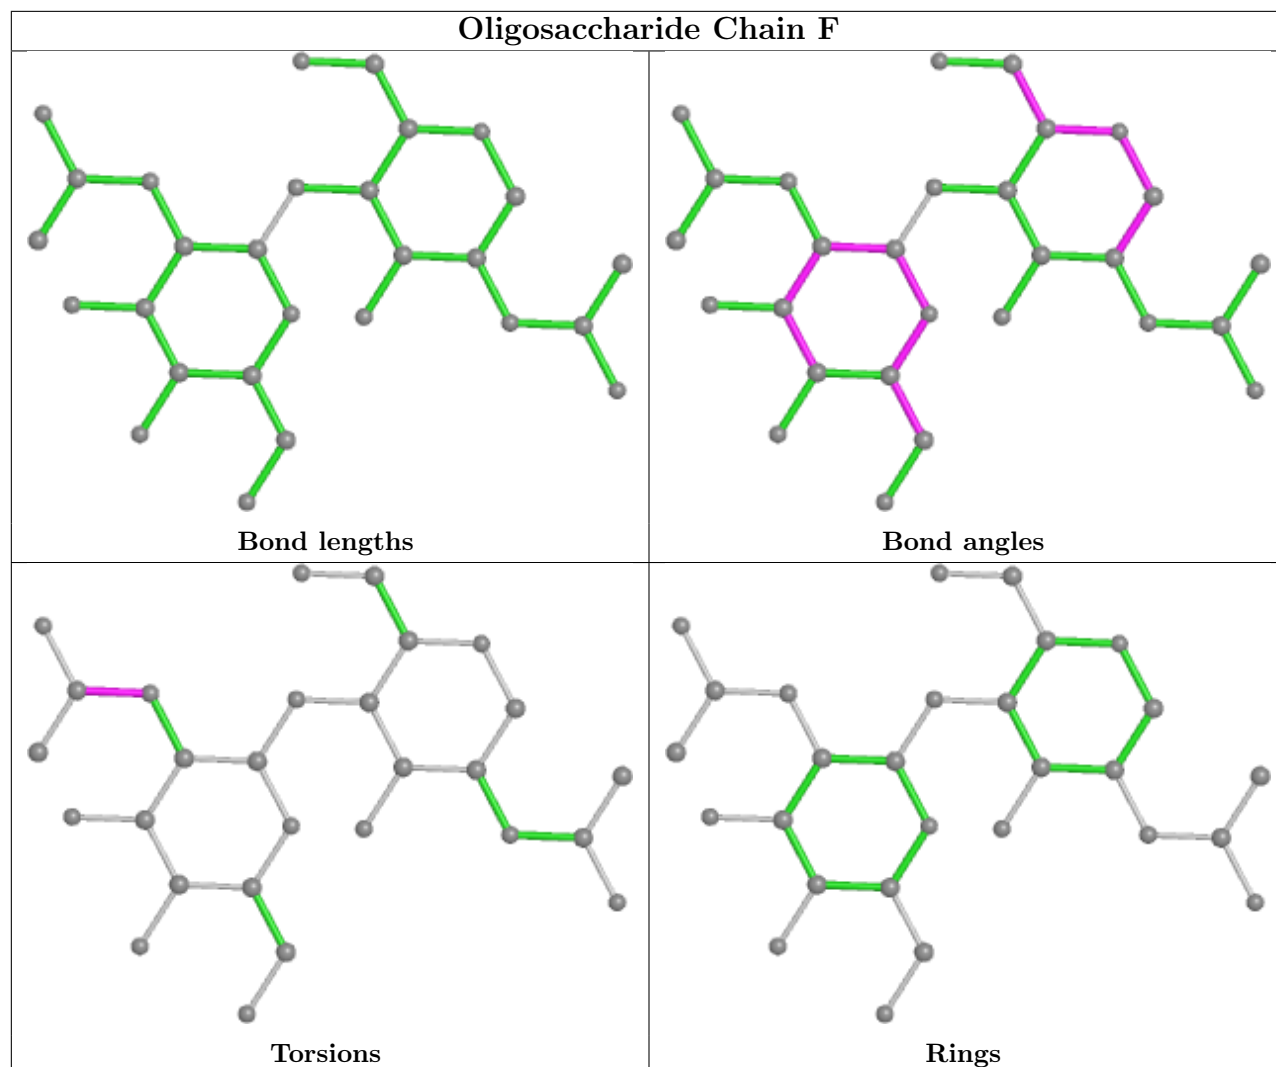 Oligosaccharide Chain F
Bond lengths
Bond angles
Torsions
Rings